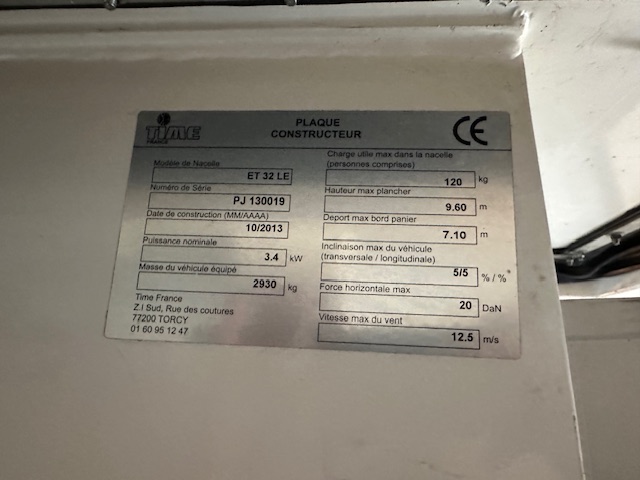 TIME
FRANCE
PLAQUE
CONSTRUCTEUR
CE
Modèle de Nacelle
ET 32 LE
Numéro de Série
PJ 130019
Date de construction (MM/AAAA)
10/2013
Puissance nominale
3.4 kW
Masse du véhicule équipé
2930 kg
Time France
Z.I Sud, Rue des coutures
77200 TORCY
01 60 95 12 47
Charge utile max dans la nacelle
(personnes comprises)
120 kg
Hauteur max plancher
9.60 m
Deport max bord panier
7.10 m
Inclinaison max du véhicule
(transversale / longitudinale)
5/5 % / %*
Force horizontale max
20 DaN
Vitesse max du vent
12.5 m/s